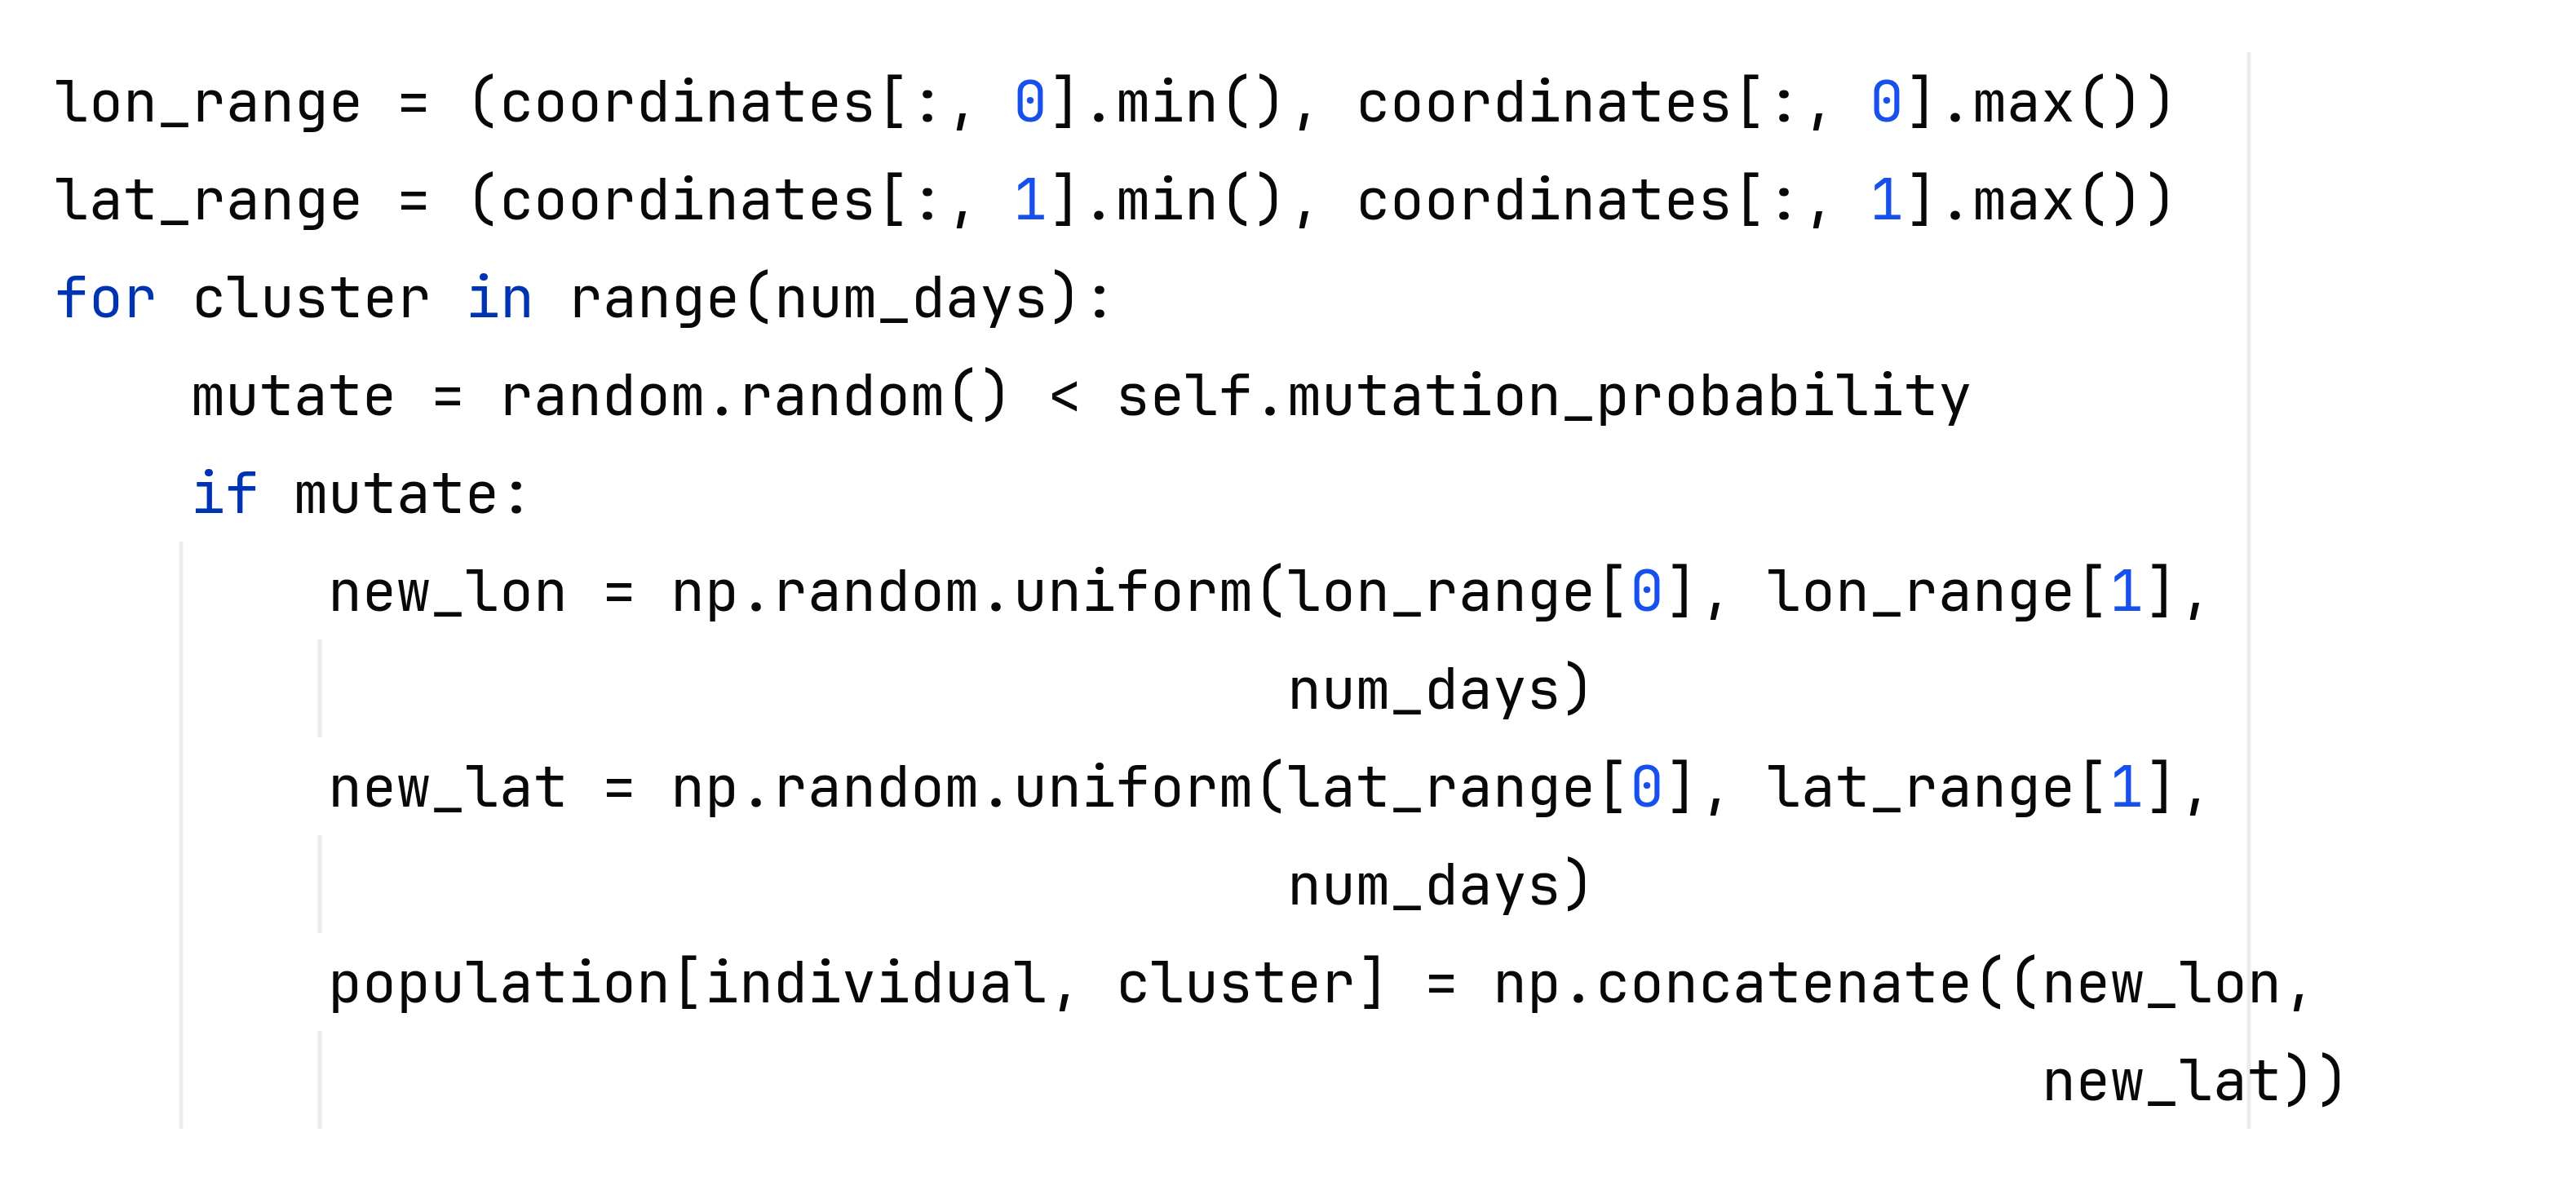 lon_range = (coordinates[:, 0].min(), coordinates[:, 0].max())
lat_range = (coordinates[:, 1].min(), coordinates[:, 1].max())
for cluster in range(num_days):
    mutate = random.random() < self.mutation_probability
    if mutate:
        new_lon = np.random.uniform(lon_range[0], lon_range[1],
                                    num_days)
        new_lat = np.random.uniform(lat_range[0], lat_range[1],
                                    num_days)
        population[individual, cluster] = np.concatenate((new_lon,
                                                          new_lat))